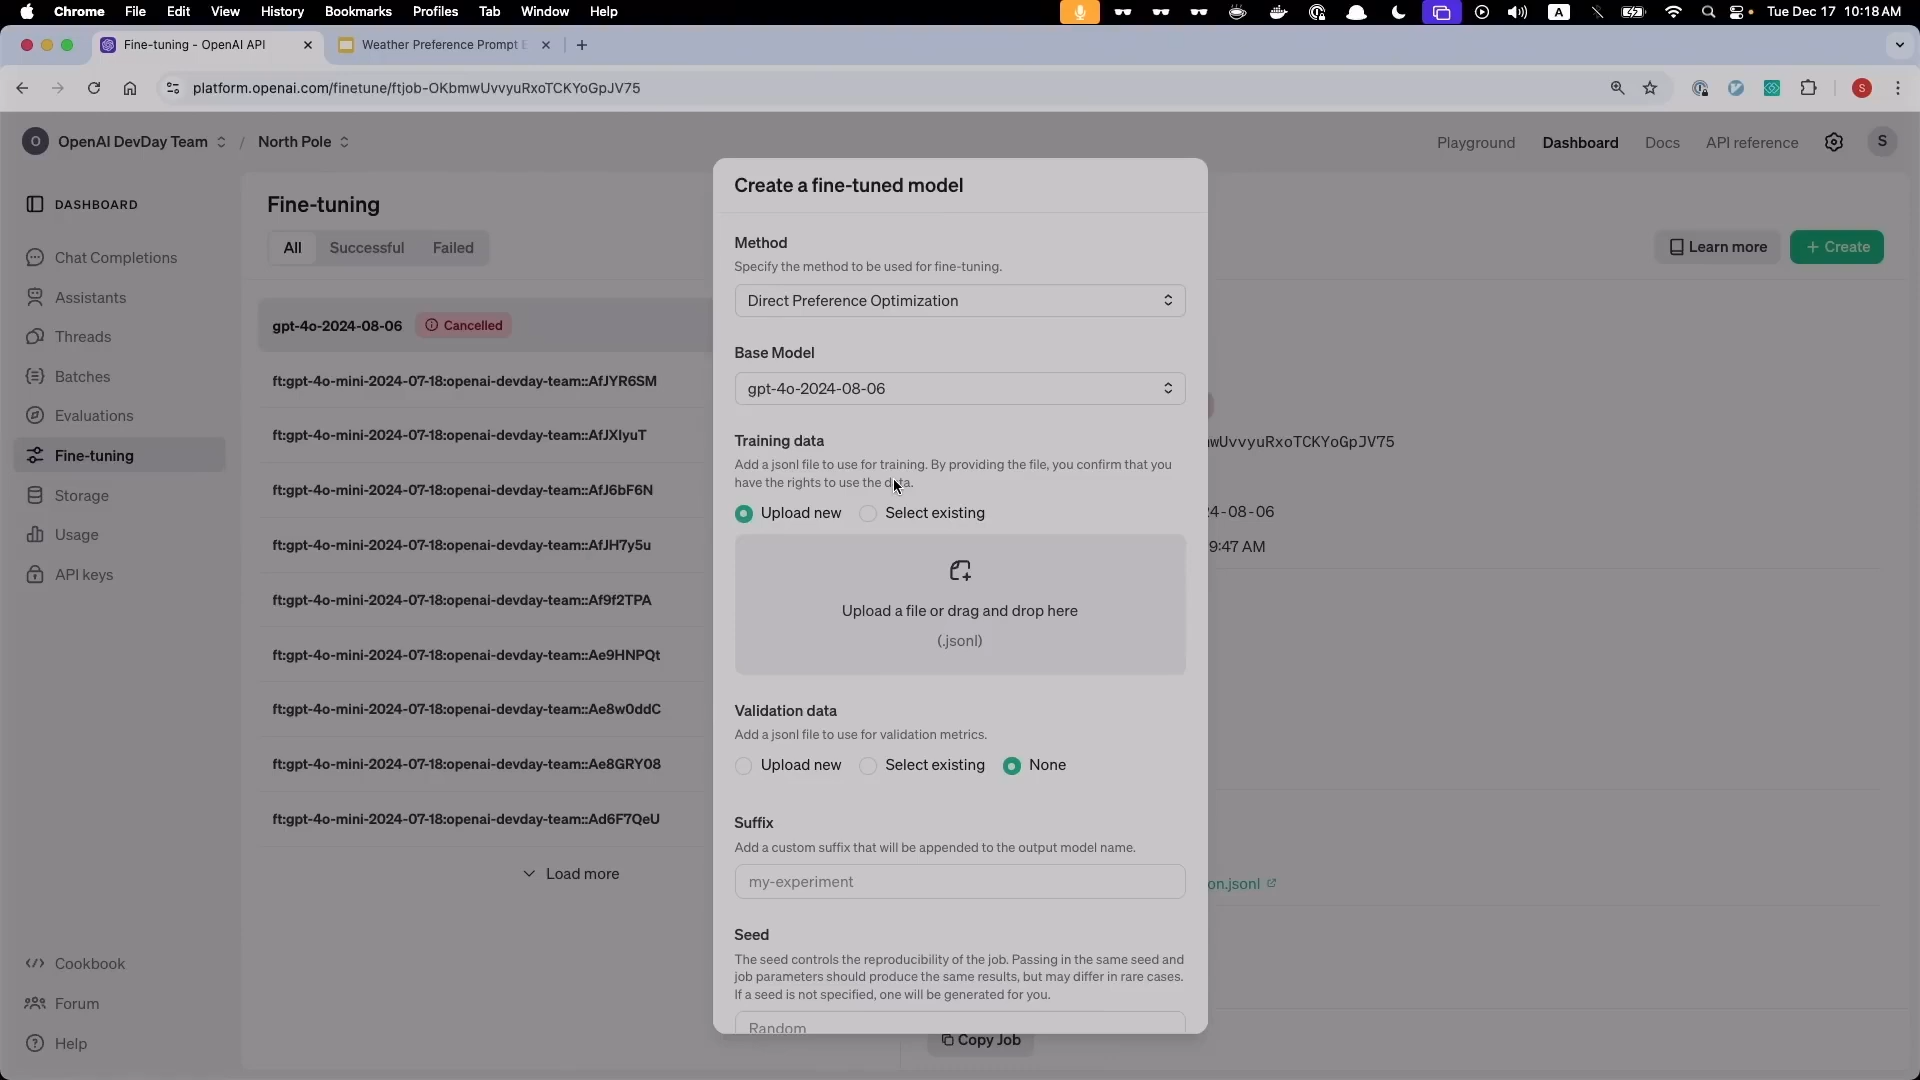 Chrome File Edit View History Bookmarks Profiles Tab Window Help
A Tue Dec 17 10:18 AM
Fine-tuning - OpenAI API
Weather Preference Prompt
platform.openai.com/finetune/ftjob-OKbmwUvvyuRxoTCKYoGpJV75
S
O OpenAI DevDay Team / North Pole
Playground Dashboard Docs API reference S
DASHBOARD
Chat Completions
Assistants
Threads
Batches
Evaluations
Fine-tuning
Storage
Usage
API keys
Cookbook
Forum
Help
Fine-tuning
All Successful Failed
Learn more + Create
gpt-4o-2024-08-06 Cancelled
ft:gpt-4o-mini-2024-07-18:openai-devday-team::AfJYR6SM
ft:gpt-4o-mini-2024-07-18:openai-devday-team::AfJXIyuT
ft:gpt-4o-mini-2024-07-18:openai-devday-team::AfJ6bF6N
ft:gpt-4o-mini-2024-07-18:openai-devday-team::AfJH7y5u
ft:gpt-4o-mini-2024-07-18:openai-devday-team::Af9f2TPA
ft:gpt-4o-mini-2024-07-18:openai-devday-team::Ae9HNPQt
ft:gpt-4o-mini-2024-07-18:openai-devday-team::Ae8w0ddC
ft:gpt-4o-mini-2024-07-18:openai-devday-team::Ae8GRY08
ft:gpt-4o-mini-2024-07-18:openai-devday-team::Ad6F7QeU
Load more
Create a fine-tuned model
Method
Specify the method to be used for fine-tuning.
Direct Preference Optimization
Base Model
gpt-4o-2024-08-06
Training data
Add a jsonl file to use for training. By providing the file, you confirm that you
have the rights to use the data.
Upload new Select existing
Upload a file or drag and drop here
(.jsonl)
Validation data
Add a jsonl file to use for validation metrics.
Upload new Select existing None
Suffix
Add a custom suffix that will be appended to the output model name.
my-experiment
Seed
The seed controls the reproducibility of the job. Passing in the same seed and
job parameters should produce the same results, but may differ in rare cases.
If a seed is not specified, one will be generated for you.
Random
wUvvyuRxoTCKYoGpJV75
24-08-06
9:47 AM
on.jsonl
Copy Job